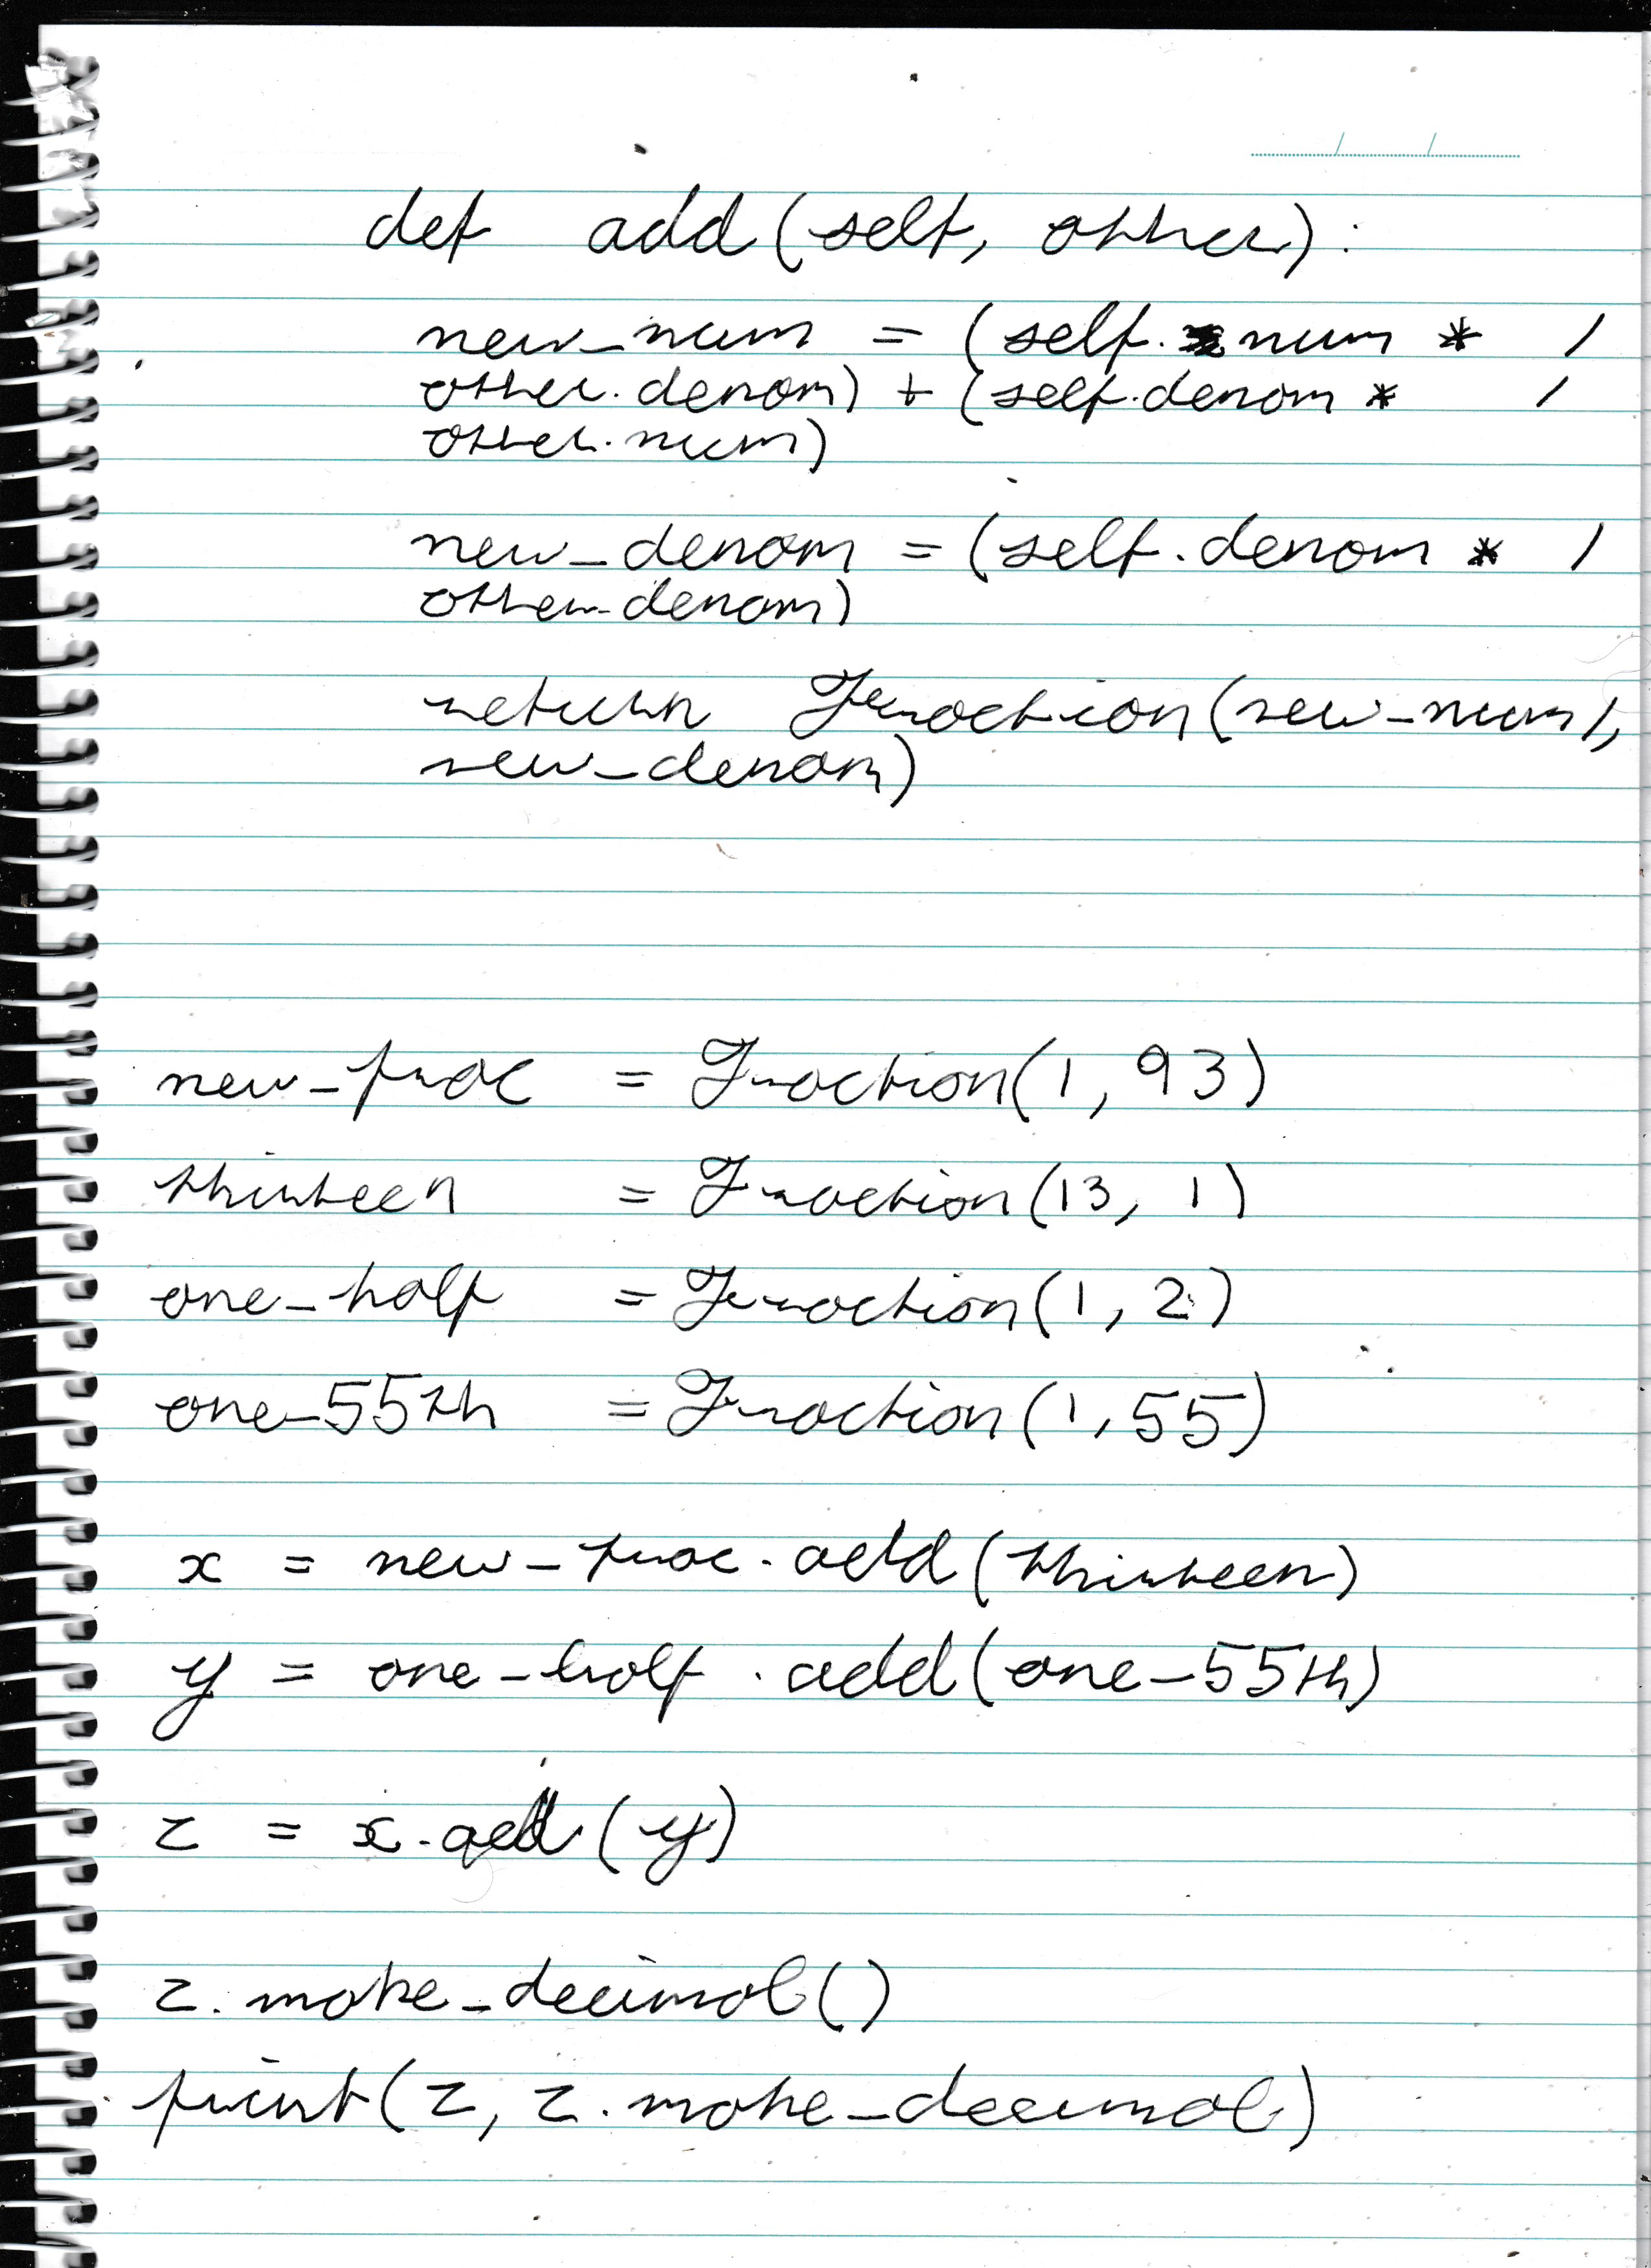 def add(self, other):
new_num = (self. num * /
other.denom) + (self.denom * /
other.num)
new_denom = (self.denom * /
other.denom)
return Fraction(new_num,
new_denom)
new_frac = Fraction(1, 93)
thirteen = Fraction(13, 1)
one_half = Fraction(1, 2)
one_55th = Fraction(1, 55)
x = new_frac.add(thirteen)
y = one_half.add(one_55th)
z = x.add(y)
z.make_decimal()
print(z, z.make_decimal)